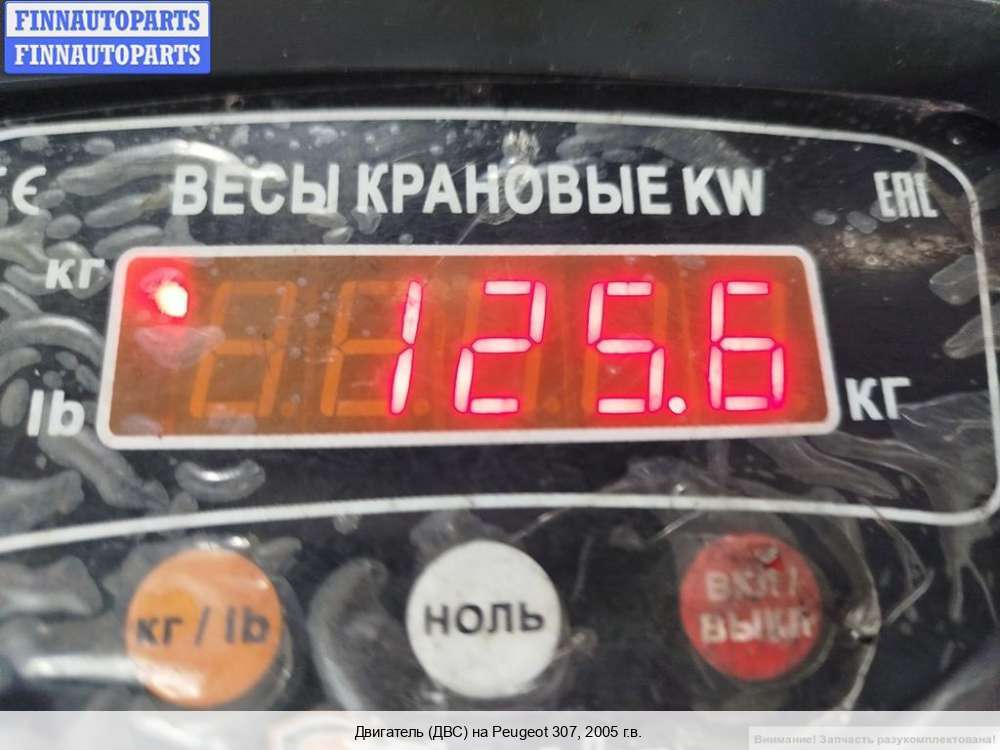 FINNAUTOPARTS
FINNAUTOPARTS
CE ВЕСЫ КРАНОВЫЕ KW EAC
кг
125.6
lb КГ
кг / lb
НОЛЬ
ВКЛ /
ВЫКЛ
Двигатель (ДВС) на Peugeot 307, 2005 г.в.
Внимание! Запчасть разукомплектована!